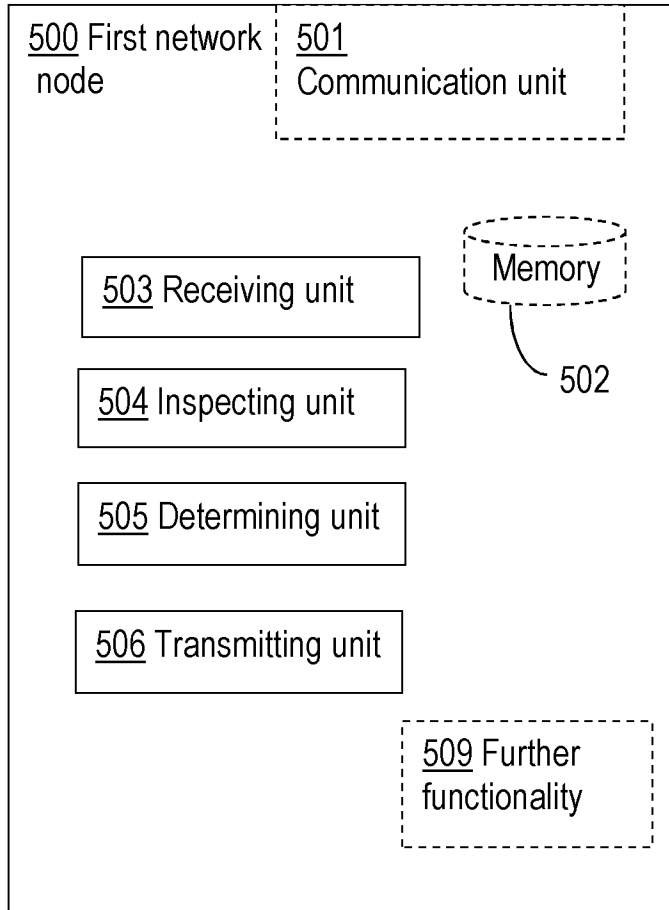 500 First network
node
501
Communication unit
Memory
502
503 Receiving unit
504 Inspecting unit
505 Determining unit
506 Transmitting unit
509 Further
functionality